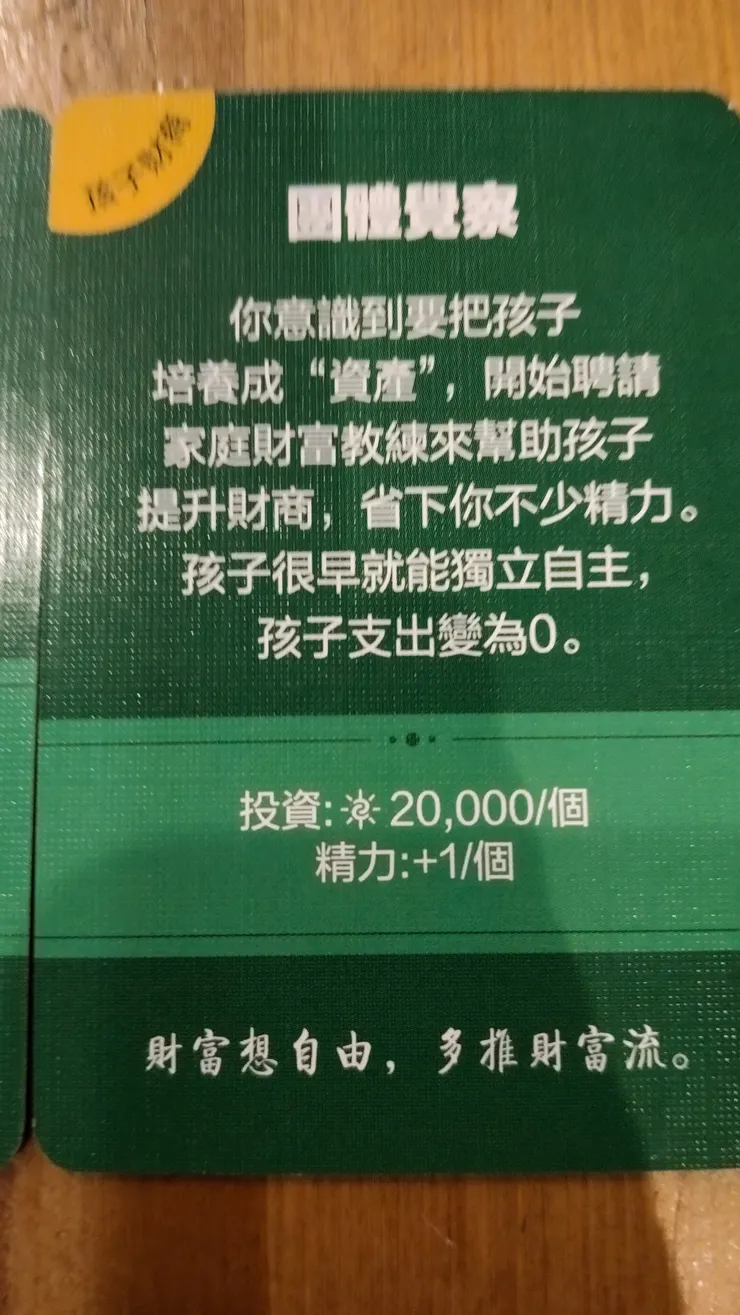 孩子財商
團體覺察
你意識到要把孩子
培養成“資產”，開始聘請
家庭財富教練來幫助孩子
提升財商，省下你不少精力。
孩子很早就能獨立自主，
孩子支出變為0。
投資: 20,000/個
精力:+1/個
財富想自由，多推財富流。